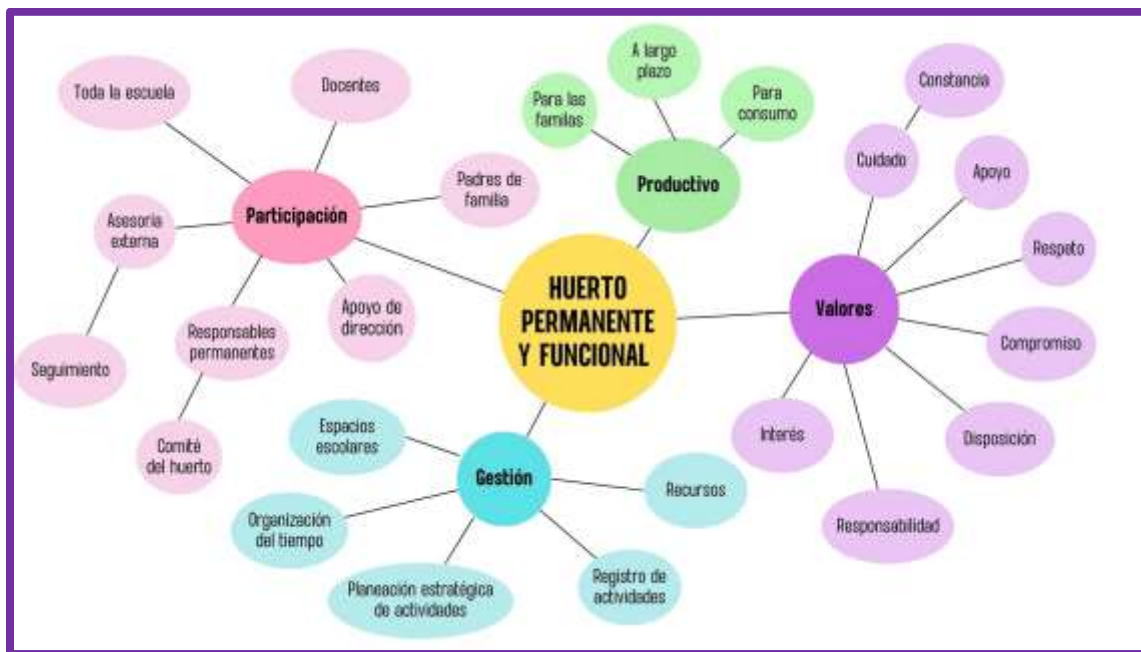 HUERTO
PERMANENTE
Y FUNCIONAL
Participación
Toda la escuela
Docentes
Padres de
familia
Asesoría
externa
Seguimiento
Responsables
permanentes
Comité
del huerto
Apoyo de
dirección
Productivo
Para las
familas
A largo
plazo
Para
consumo
Valores
Constancia
Cuidado
Apoyo
Respeto
Compromiso
Disposición
Responsabilidad
Interés
Gestión
Espacios
escolares
Organización
del tiempo
Planeación estratégica
de actividades
Registro de
actividades
Recursos